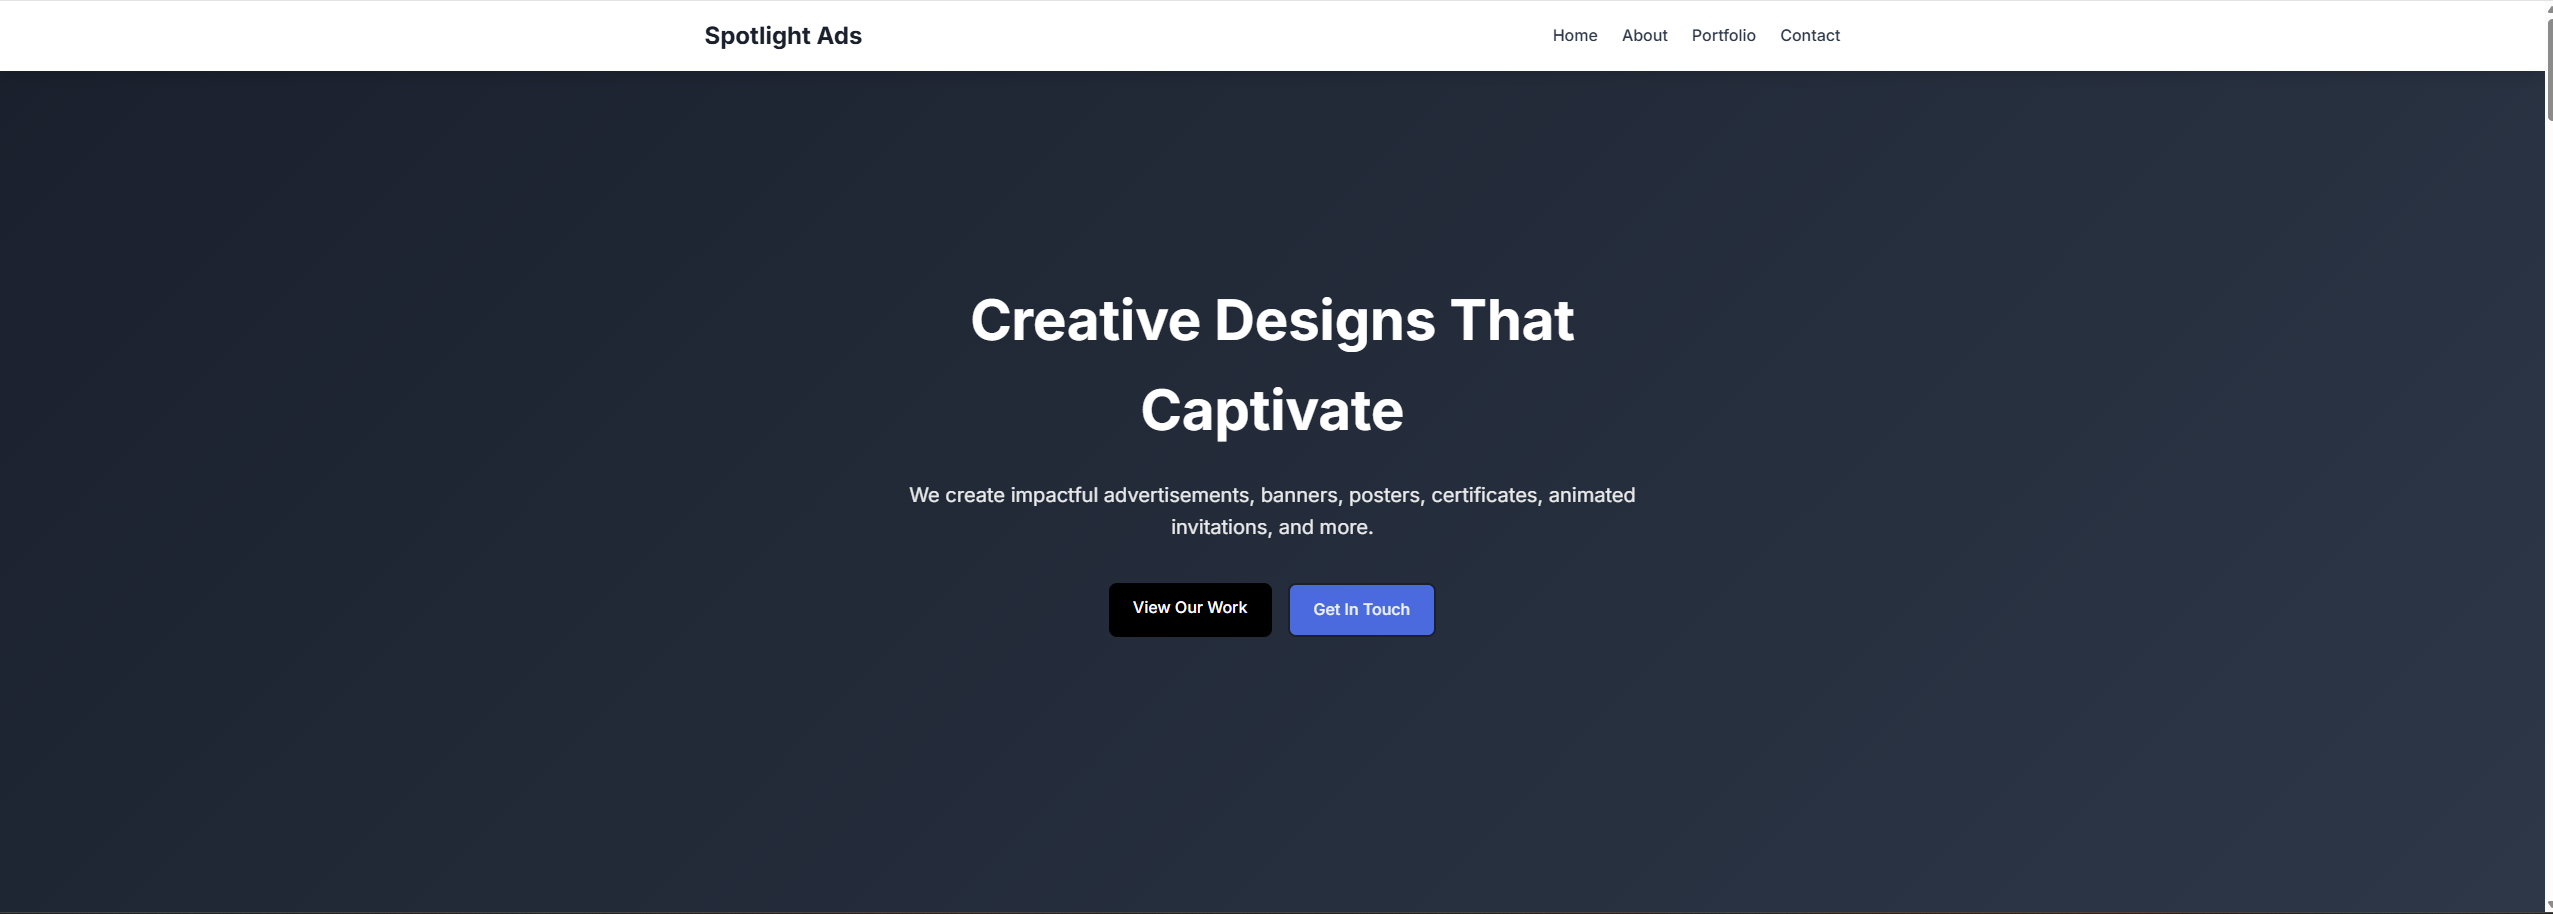 Spotlight Ads
Home About Portfolio Contact
Creative Designs That
Captivate
We create impactful advertisements, banners, posters, certificates, animated
invitations, and more.
View Our Work Get In Touch